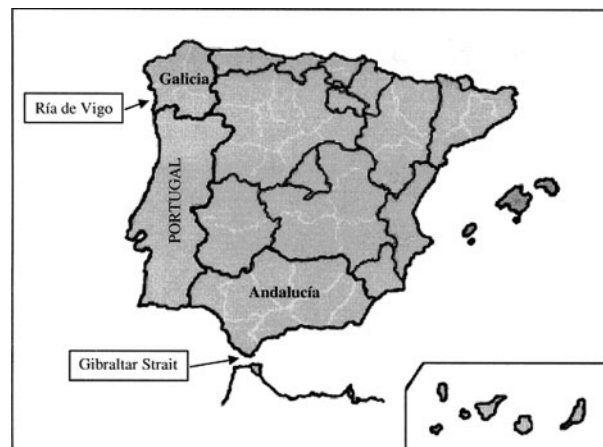 Galicia
Ría de Vigo
PORTUGAL
Andalucía
Gibraltar Strait